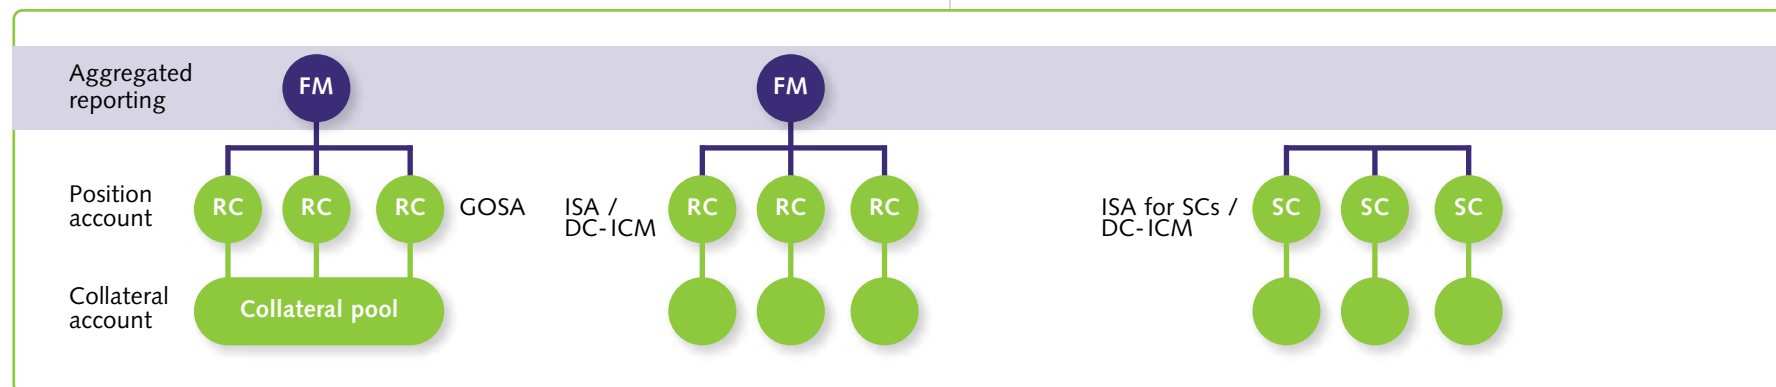 Aggregated
reporting
FM
FM
Position
account
RC
RC
RC
GOSA
ISA /
DC-ICM
RC
RC
RC
ISA for SCs /
DC-ICM
SC
SC
SC
Collateral
account
Collateral pool